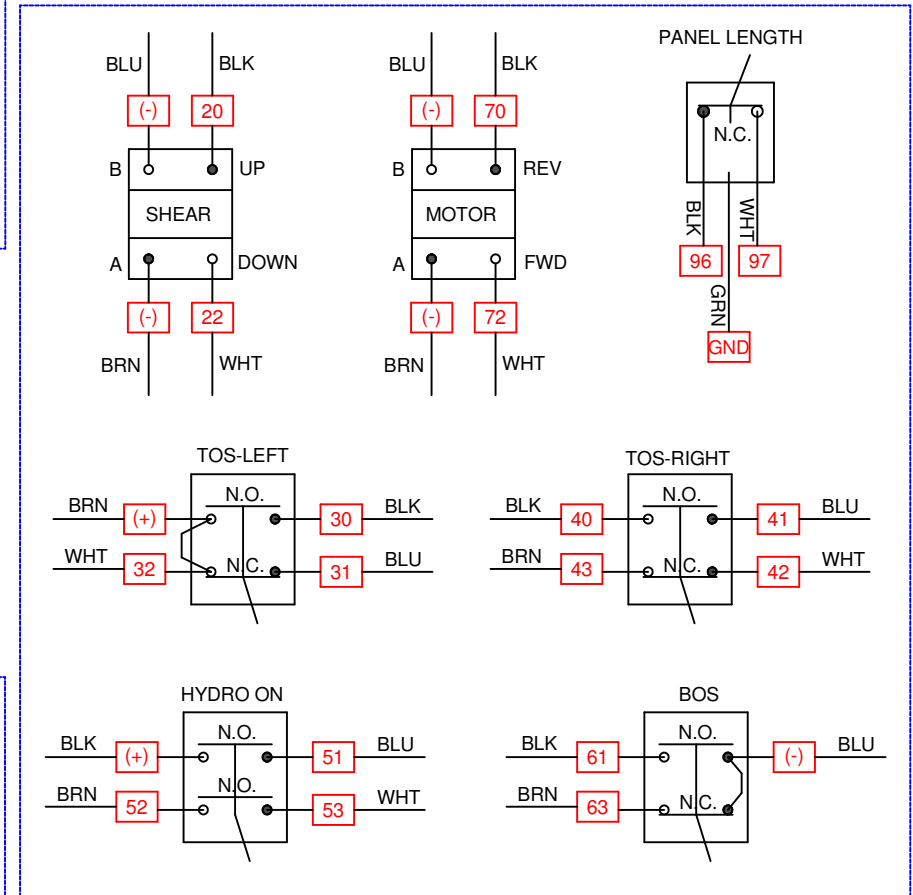 PANEL LENGTH
BLU BLK BLU BLK
(-) 20 (-) 70
N.C.
B UP B REV
SHEAR MOTOR
BLK WHT
A DOWN A FWD
96 97
(-) 22 (-) 72
GRN
GND
BRN WHT BRN WHT
TOS-LEFT TOS-RIGHT
BRN (+) N.O. 30 BLK BLK 40 N.O. 41 BLU
WHT 32 N.C. 31 BLU BRN 43 N.C. 42 WHT
HYDRO ON BOS
BLK (+) N.O. 51 BLU BLK 61 N.O. (-) BLU
BRN 52 N.O. 53 WHT BRN 63 N.C.